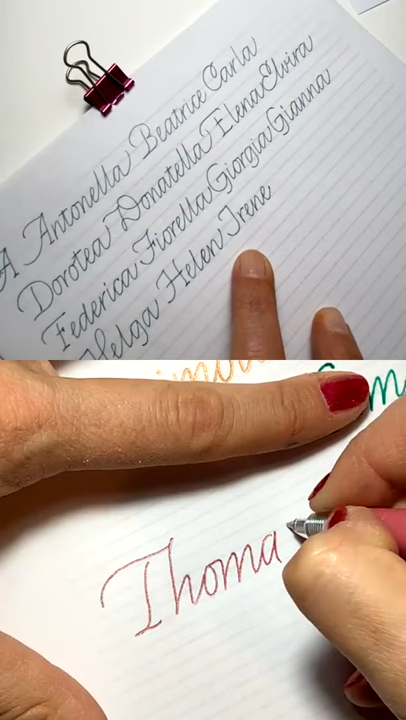 A Antonella Beatrice Carla
Dorotea Donatella Elena Elvira
Federica Fiorella Giorgia Gianna
Helga Helen Irene
Thoma